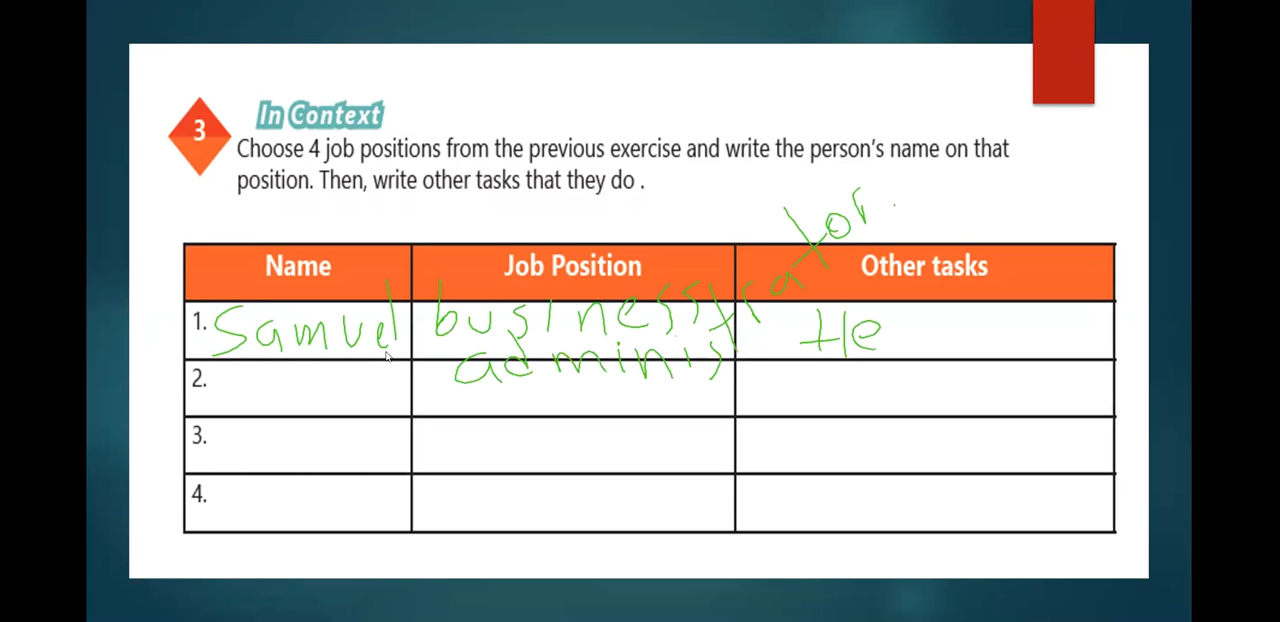 3
In Context
Choose 4 job positions from the previous exercise and write the person's name on that
position. Then, write other tasks that they do .
Name Job Position Other tasks
1. Samuel business administrator He
2.
3.
4.